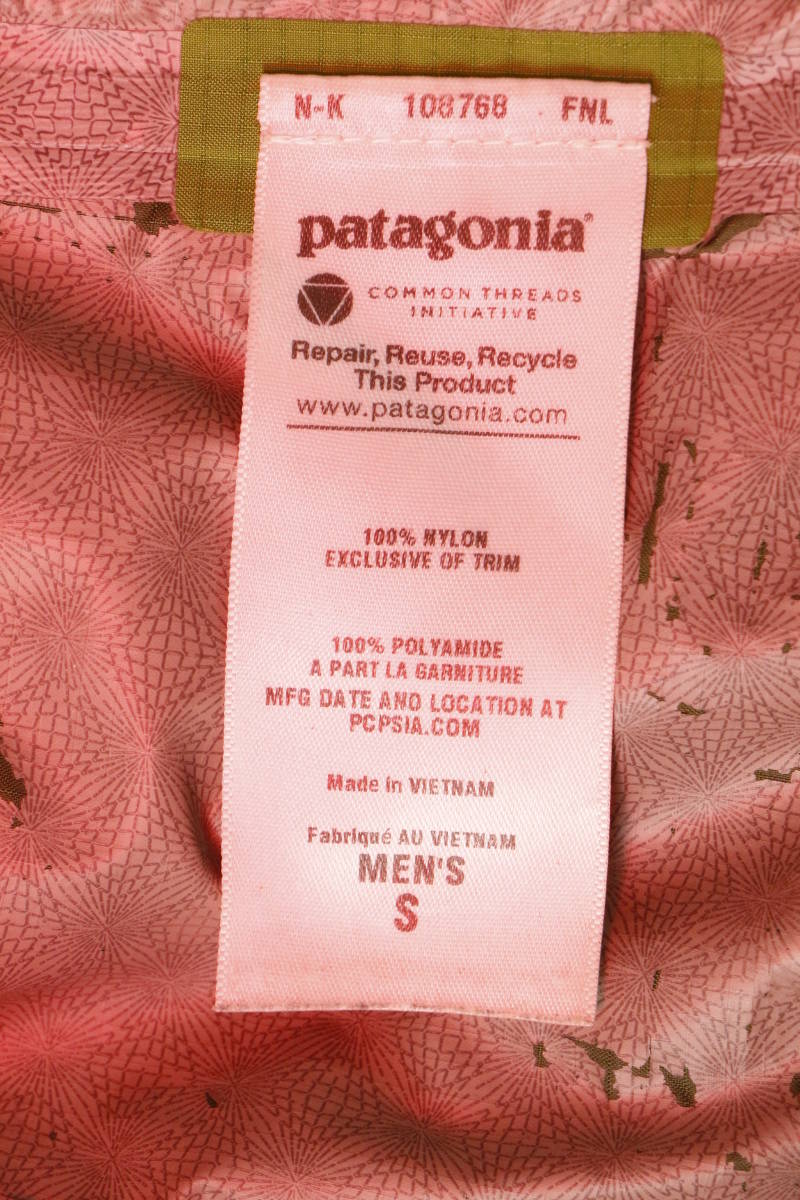 N-K 108768 FNL
patagonia®
COMMON THREADS
INITIATIVE
Repair, Reuse, Recycle
This Product
www.patagonia.com
100% NYLON
EXCLUSIVE OF TRIM
100% POLYAMIDE
A PART LA GARNITURE
MFG DATE AND LOCATION AT
PCPSIA.COM
Made in VIETNAM
Fabriqué AU VIETNAM
MEN'S
S